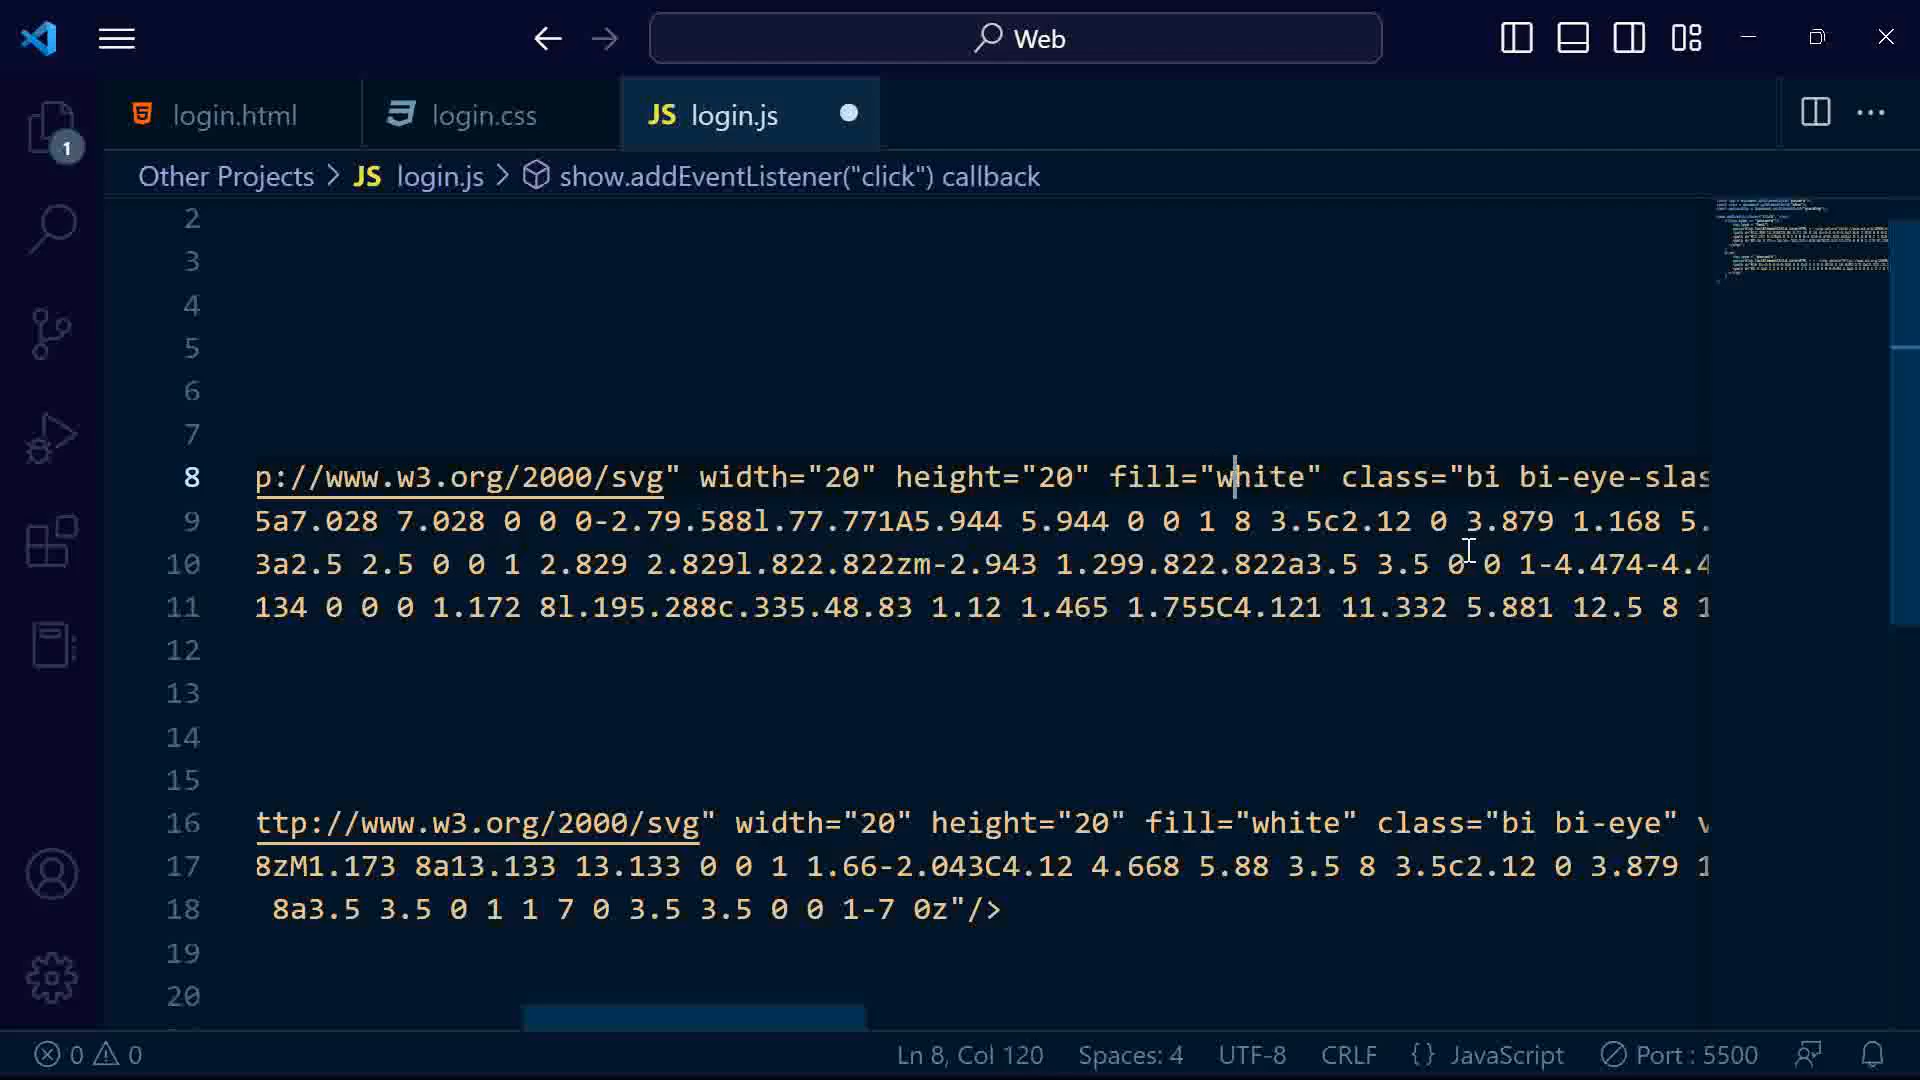 Web
login.html
login.css
JS login.js
1
Other Projects > JS login.js > show.addEventListener("click") callback
2
3
4
5
6
7
8 p://www.w3.org/2000/svg" width="20" height="20" fill="white" class="bi bi-eye-slas
9 5a7.028 7.028 0 0 0-2.79.588l.77.771A5.944 5.944 0 0 1 8 3.5c2.12 0 3.879 1.168 5.
10 3a2.5 2.5 0 0 1 2.829 2.829l.822.822zm-2.943 1.299.822.822a3.5 3.5 0 0 1-4.474-4.4
11 134 0 0 0 1.172 8l.195.288c.335.48.83 1.12 1.465 1.755C4.121 11.332 5.881 12.5 8 1
12
13
14
15
16 ttp://www.w3.org/2000/svg" width="20" height="20" fill="white" class="bi bi-eye" v
17 8zM1.173 8a13.133 13.133 0 0 1 1.66-2.043C4.12 4.668 5.88 3.5 8 3.5c2.12 0 3.879 1
18 8a3.5 3.5 0 1 1 7 0 3.5 3.5 0 0 1-7 0z"/>
19
20
0 0 Ln 8, Col 120 Spaces: 4 UTF-8 CRLF {} JavaScript Port : 5500